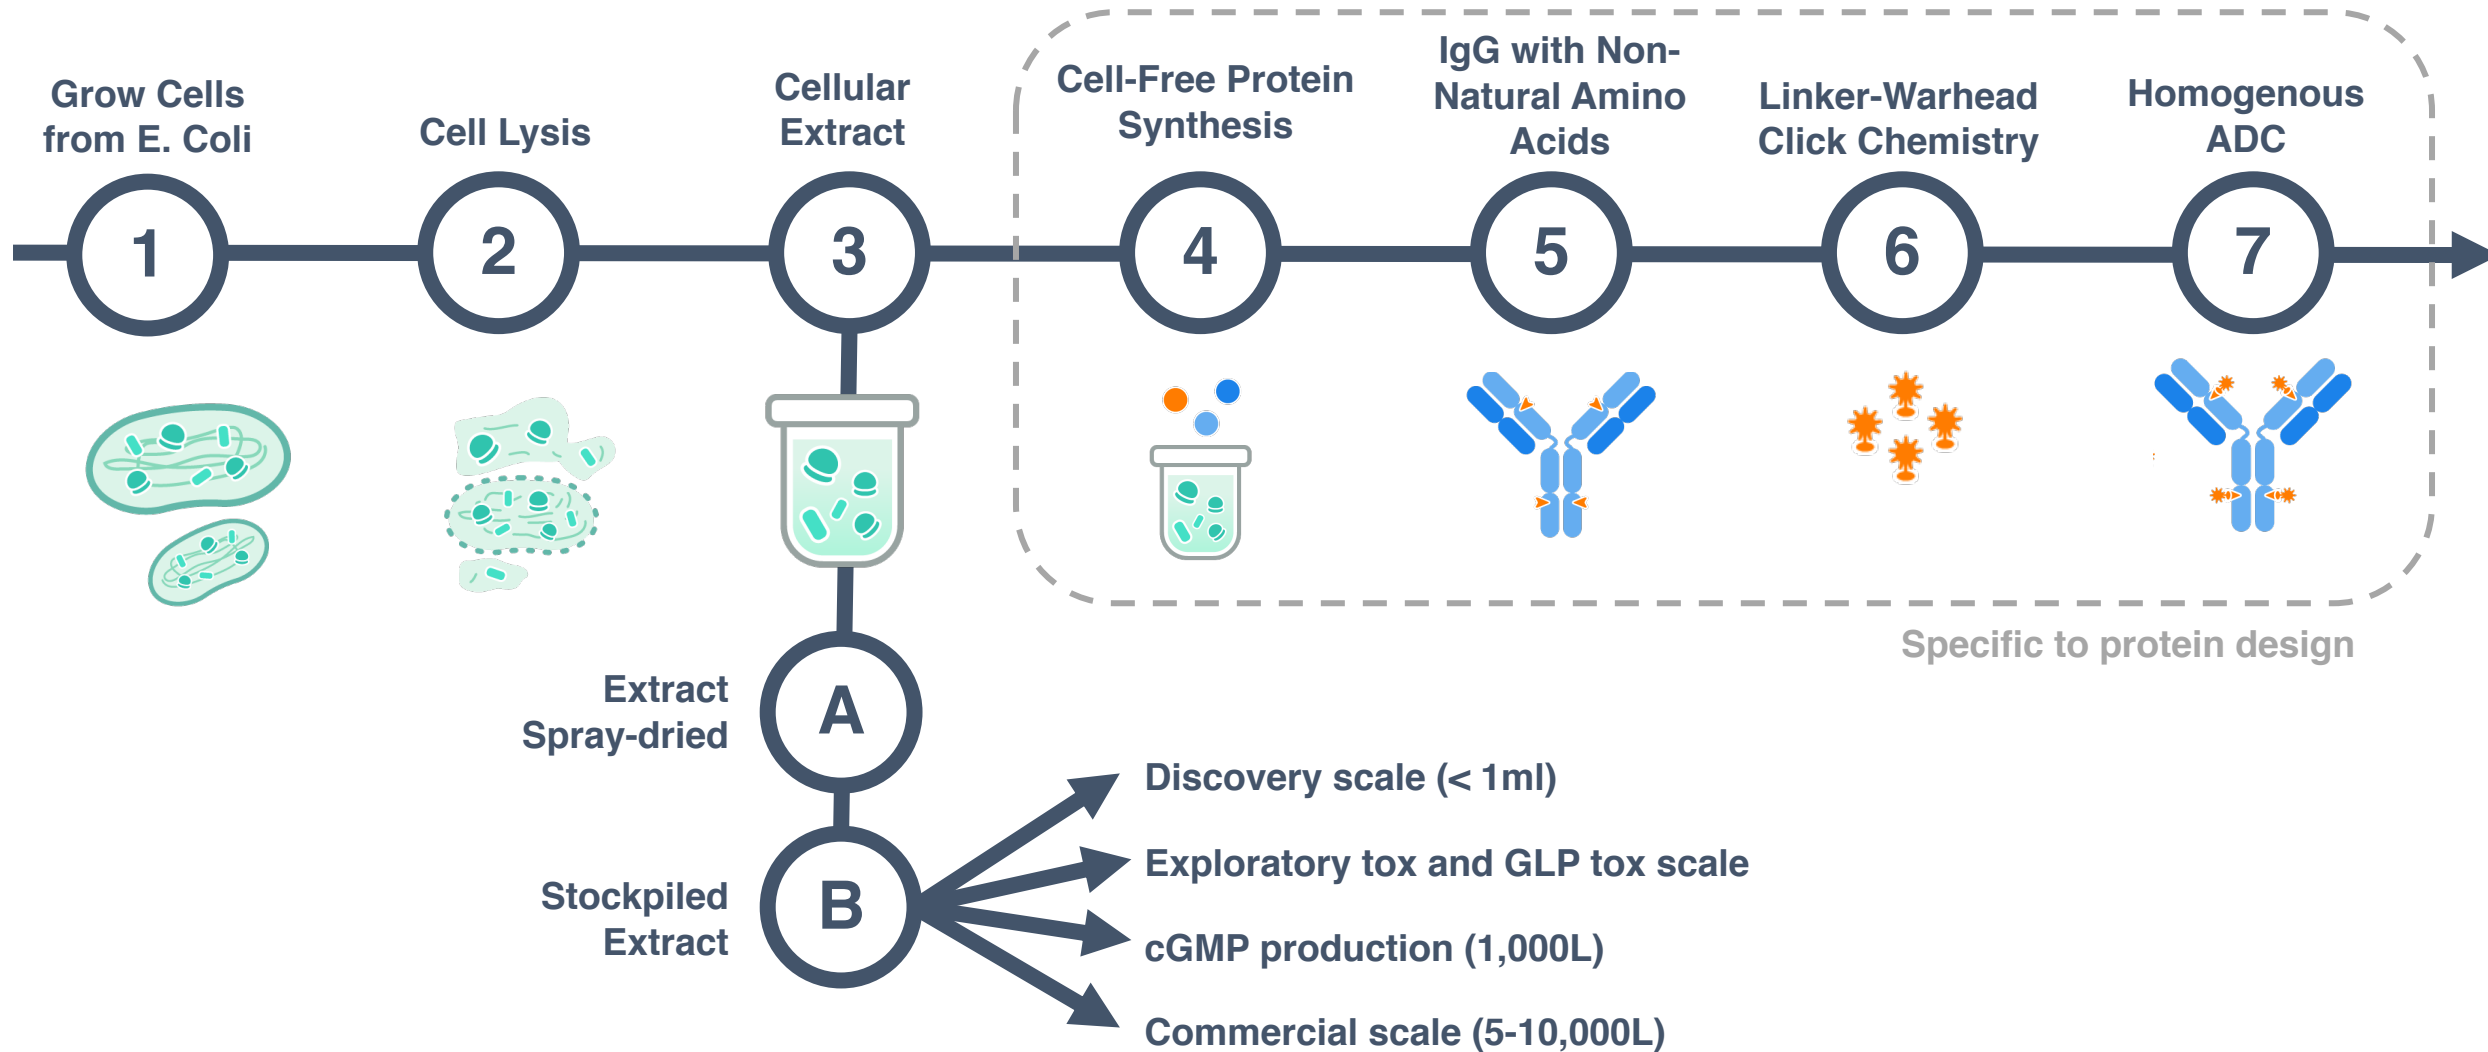 Grow Cells
from E. Coli
1
Cell Lysis
2
Cellular
Extract
3
Cell-Free Protein
Synthesis
4
IgG with Non-
Natural Amino
Acids
5
Linker-Warhead
Click Chemistry
6
Homogenous
ADC
7
Specific to protein design
Extract
Spray-dried
A
Stockpiled
Extract
B
Discovery scale (< 1ml)
Exploratory tox and GLP tox scale
cGMP production (1,000L)
Commercial scale (5-10,000L)